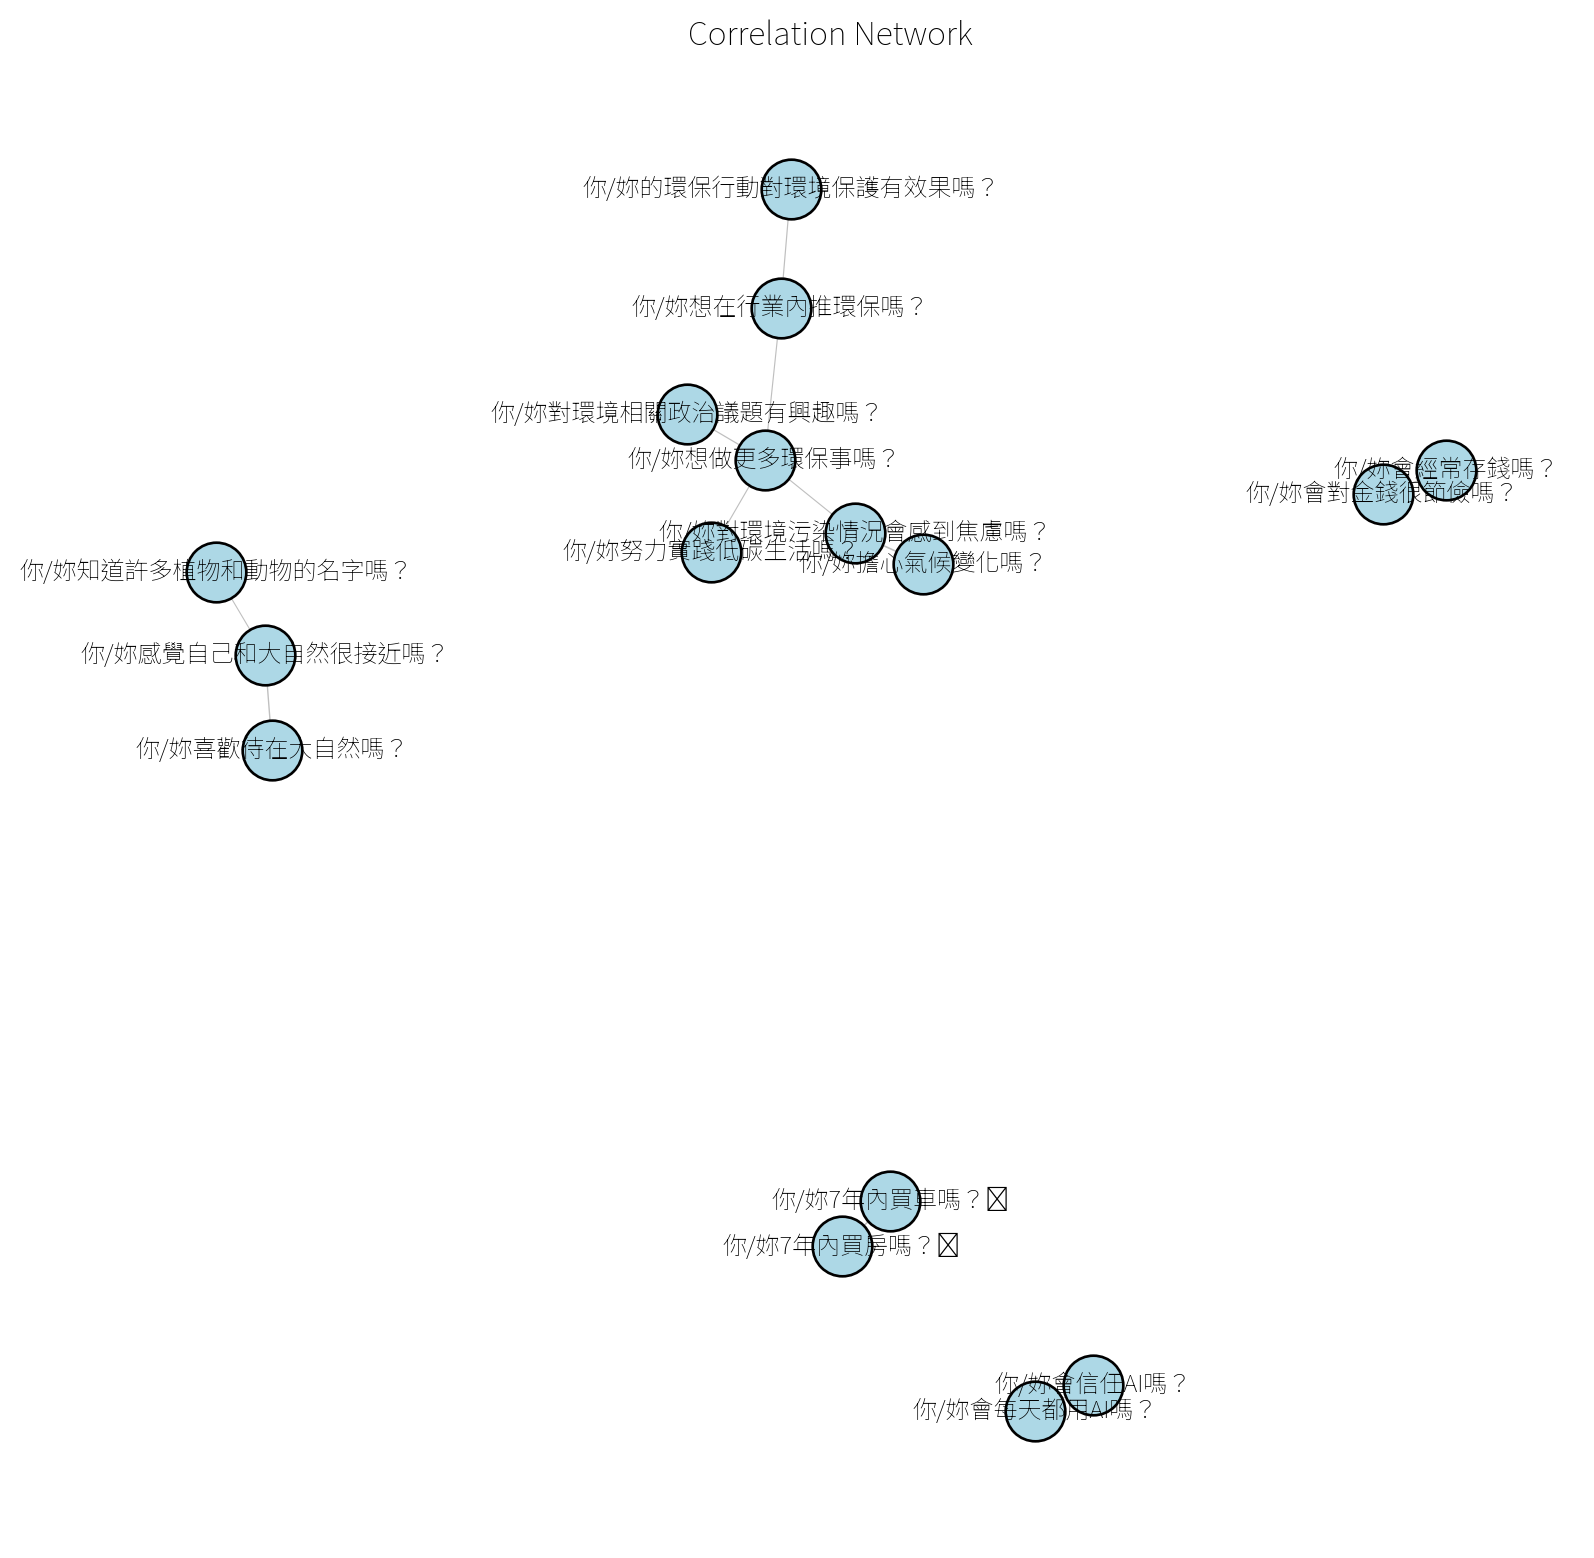 Correlation Network
你/妳的環保行動對環境保護有效果嗎？
你/妳想在行業內推環保嗎？
你/妳對環境相關政治議題有興趣嗎？
你/妳想做更多環保事嗎？
你/妳會經常存錢嗎？
你/妳會對金錢很節儉嗎？
你/妳對環境污染情況會感到焦慮嗎？
你/妳努力實踐低碳生活嗎？
你/妳擔心氣候變化嗎？
你/妳知道許多植物和動物的名字嗎？
你/妳感覺自己和大自然很接近嗎？
你/妳喜歡待在大自然嗎？
你/妳7年內買車嗎？
你/妳7年內買房嗎？
你/妳會信任AI嗎？
你/妳會每天都用AI嗎？